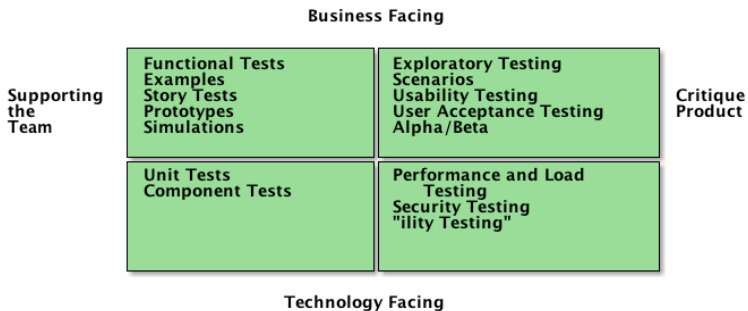 Business Facing
Supporting
the
Team
Functional Tests
Examples
Story Tests
Prototypes
Simulations
Exploratory Testing
Scenarios
Usability Testing
User Acceptance Testing
Alpha/Beta
Critique
Product
Unit Tests
Component Tests
Performance and Load
Testing
Security Testing
"ility Testing"
Technology Facing